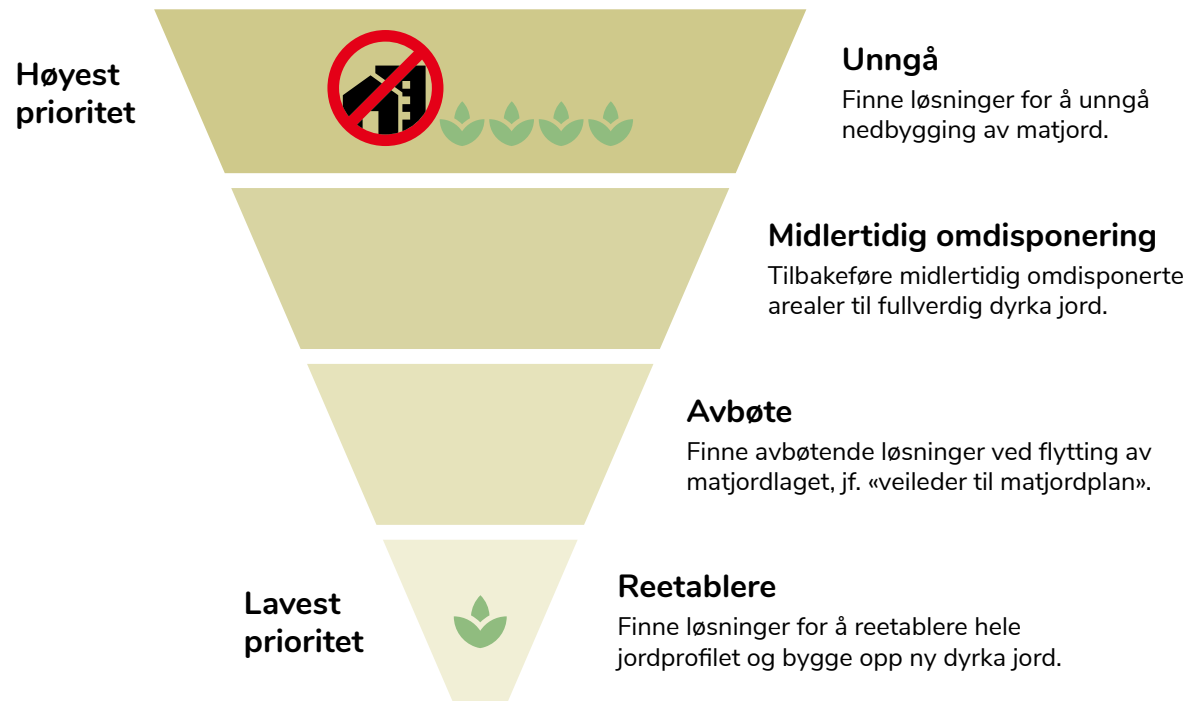 Høyest
prioritet
Unngå
Finne løsninger for å unngå
nedbygging av matjord.
Midlertidig omdisponering
Tilbakeføre midlertidig omdisponerte
arealer til fullverdig dyrka jord.
Avbøte
Finne avbøtende løsninger ved flytting av
matjordlaget, jf. «veileder til matjordplan».
Lavest
prioritet
Reetablere
Finne løsninger for å reetablere hele
jordprofilet og bygge opp ny dyrka jord.